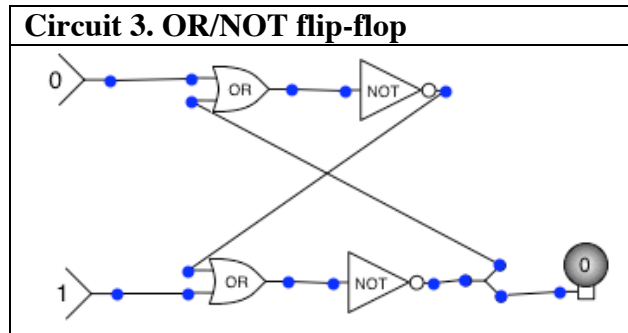 Circuit 3. OR/NOT flip-flop
0 OR NOT
1 OR NOT 0